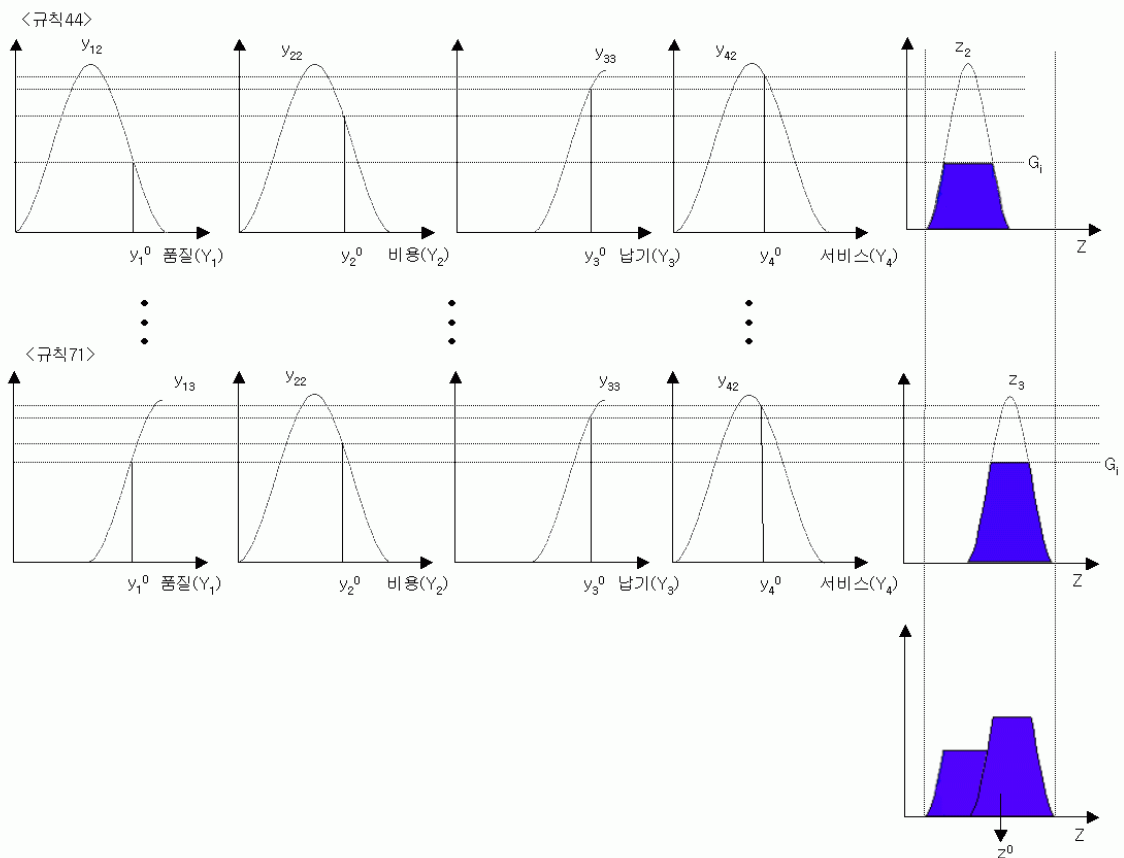 <규칙44>
y12 y22 y33 y42 z2
Gi
y1⁰ 품질(Y1) y2⁰ 비용(Y2) y3⁰ 납기(Y3) y4⁰ 서비스(Y4) Z
<규칙71>
y13 y22 y33 y42 z3
Gi
y1⁰ 품질(Y1) y2⁰ 비용(Y2) y3⁰ 납기(Y3) y4⁰ 서비스(Y4) Z
Z
z⁰